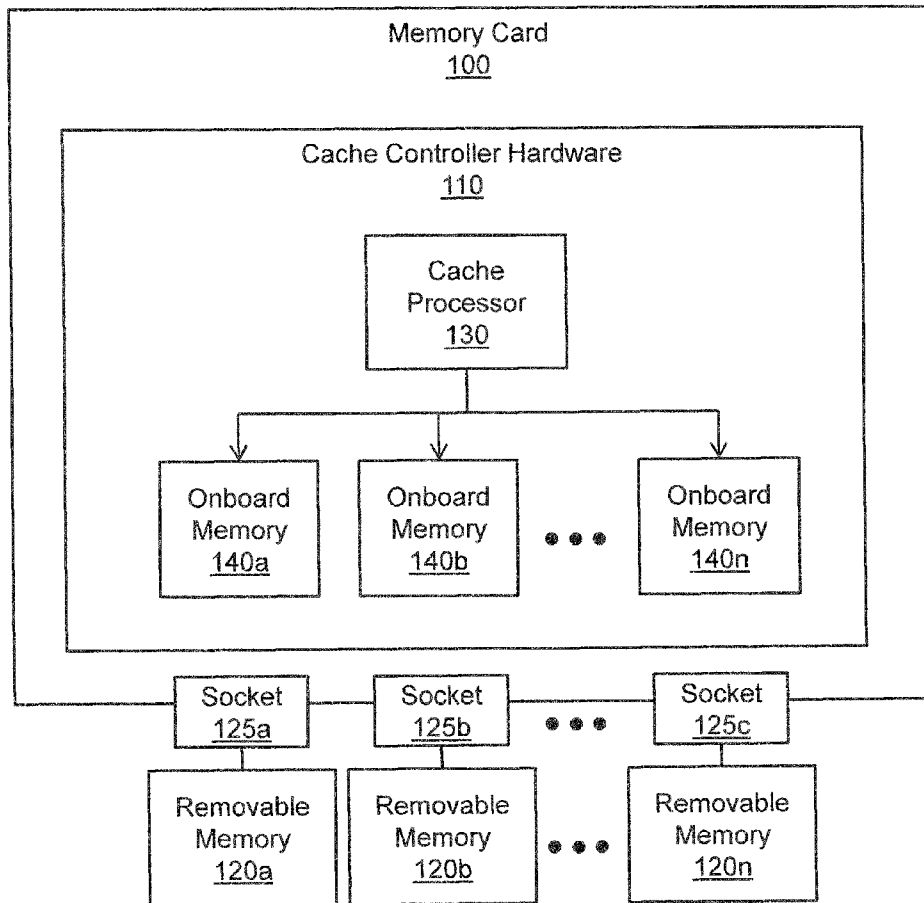 Memory Card
100
Cache Controller Hardware
110
Cache
Processor
130
Onboard
Memory
140a
Onboard
Memory
140b
Onboard
Memory
140n
Socket
125a
Socket
125b
Socket
125c
Removable
Memory
120a
Removable
Memory
120b
Removable
Memory
120n